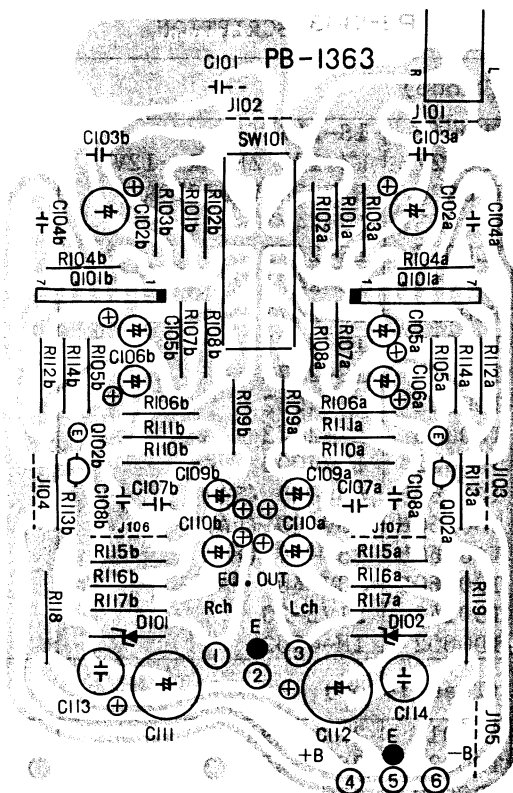 C101
PB-1363
R
L
J102
J101
C103b
SW101
C103a
C104b
C102b
R103b
R101b
R102b
R102a
R101a
R103a
C102a
C104a
R104b
R104a
7
Q101b
1
1
Q101a
7
C105b
R107b
R108b
R108a
R107a
C105a
C106b
C106a
R112b
R114b
R105b
R105a
R114a
R112a
R106b
R109b
R109a
R106a
R111b
R111a
R110b
R110a
E
E
Q102b
Q102a
C109b
C109a
J104
R113b
C108b
C107b
C107a
C108a
R113a
J103
C110b
C110a
J106
J107
R115b
R115a
R116b
EQ.OUT
R116a
R117b
R117a
R118
R119
Rch
Lch
D101
D102
E
1
2
3
C113
C111
C112
C114
J105
+B
E
-B
4
5
6